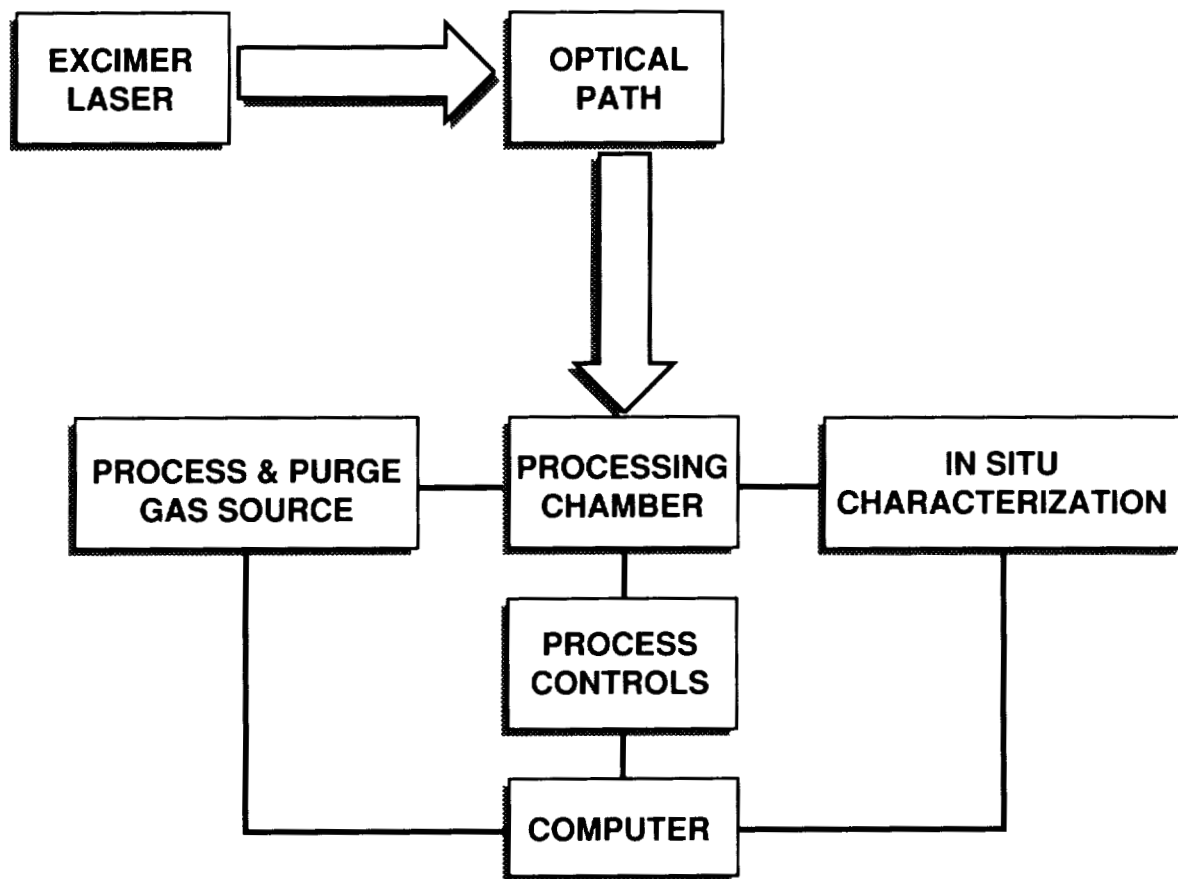 EXCIMER
LASER
OPTICAL
PATH
PROCESS & PURGE
GAS SOURCE
PROCESSING
CHAMBER
IN SITU
CHARACTERIZATION
PROCESS
CONTROLS
COMPUTER